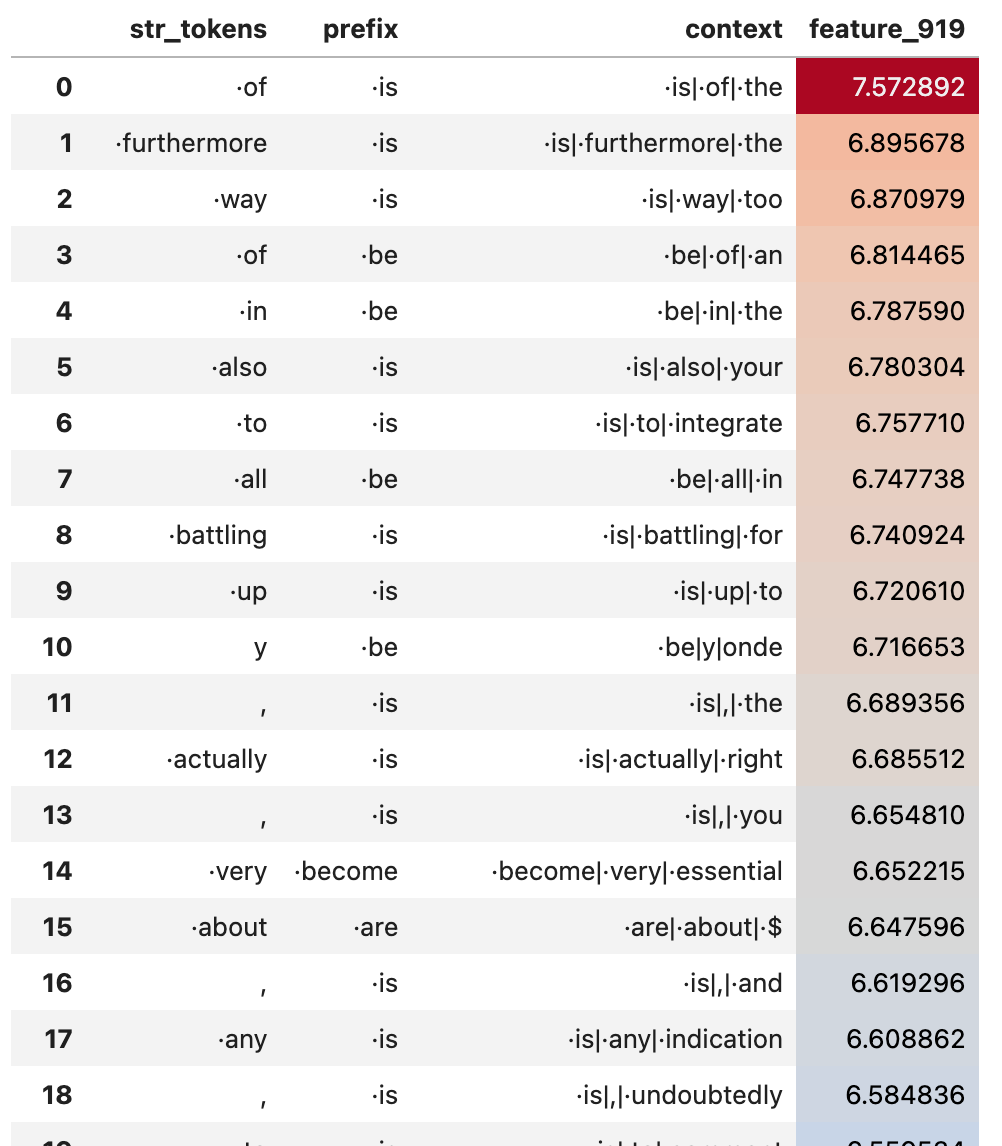 str_tokens prefix context feature_919
0 ·of ·is ·is|·of|·the 7.572892
1 ·furthermore ·is ·is|·furthermore|·the 6.895678
2 ·way ·is ·is|·way|·too 6.870979
3 ·of ·be ·be|·of|·an 6.814465
4 ·in ·be ·be|·in|·the 6.787590
5 ·also ·is ·is|·also|·your 6.780304
6 ·to ·is ·is|·to|·integrate 6.757710
7 ·all ·be ·be|·all|·in 6.747738
8 ·battling ·is ·is|·battling|·for 6.740924
9 ·up ·is ·is|·up|·to 6.720610
10 y ·be ·be|y|onde 6.716653
11 , ·is ·is|,|·the 6.689356
12 ·actually ·is ·is|·actually|·right 6.685512
13 , ·is ·is|,|·you 6.654810
14 ·very ·become ·become|·very|·essential 6.652215
15 ·about ·are ·are|·about|·$ 6.647596
16 , ·is ·is|,|·and 6.619296
17 ·any ·is ·is|·any|·indication 6.608862
18 , ·is ·is|,|·undoubtedly 6.584836